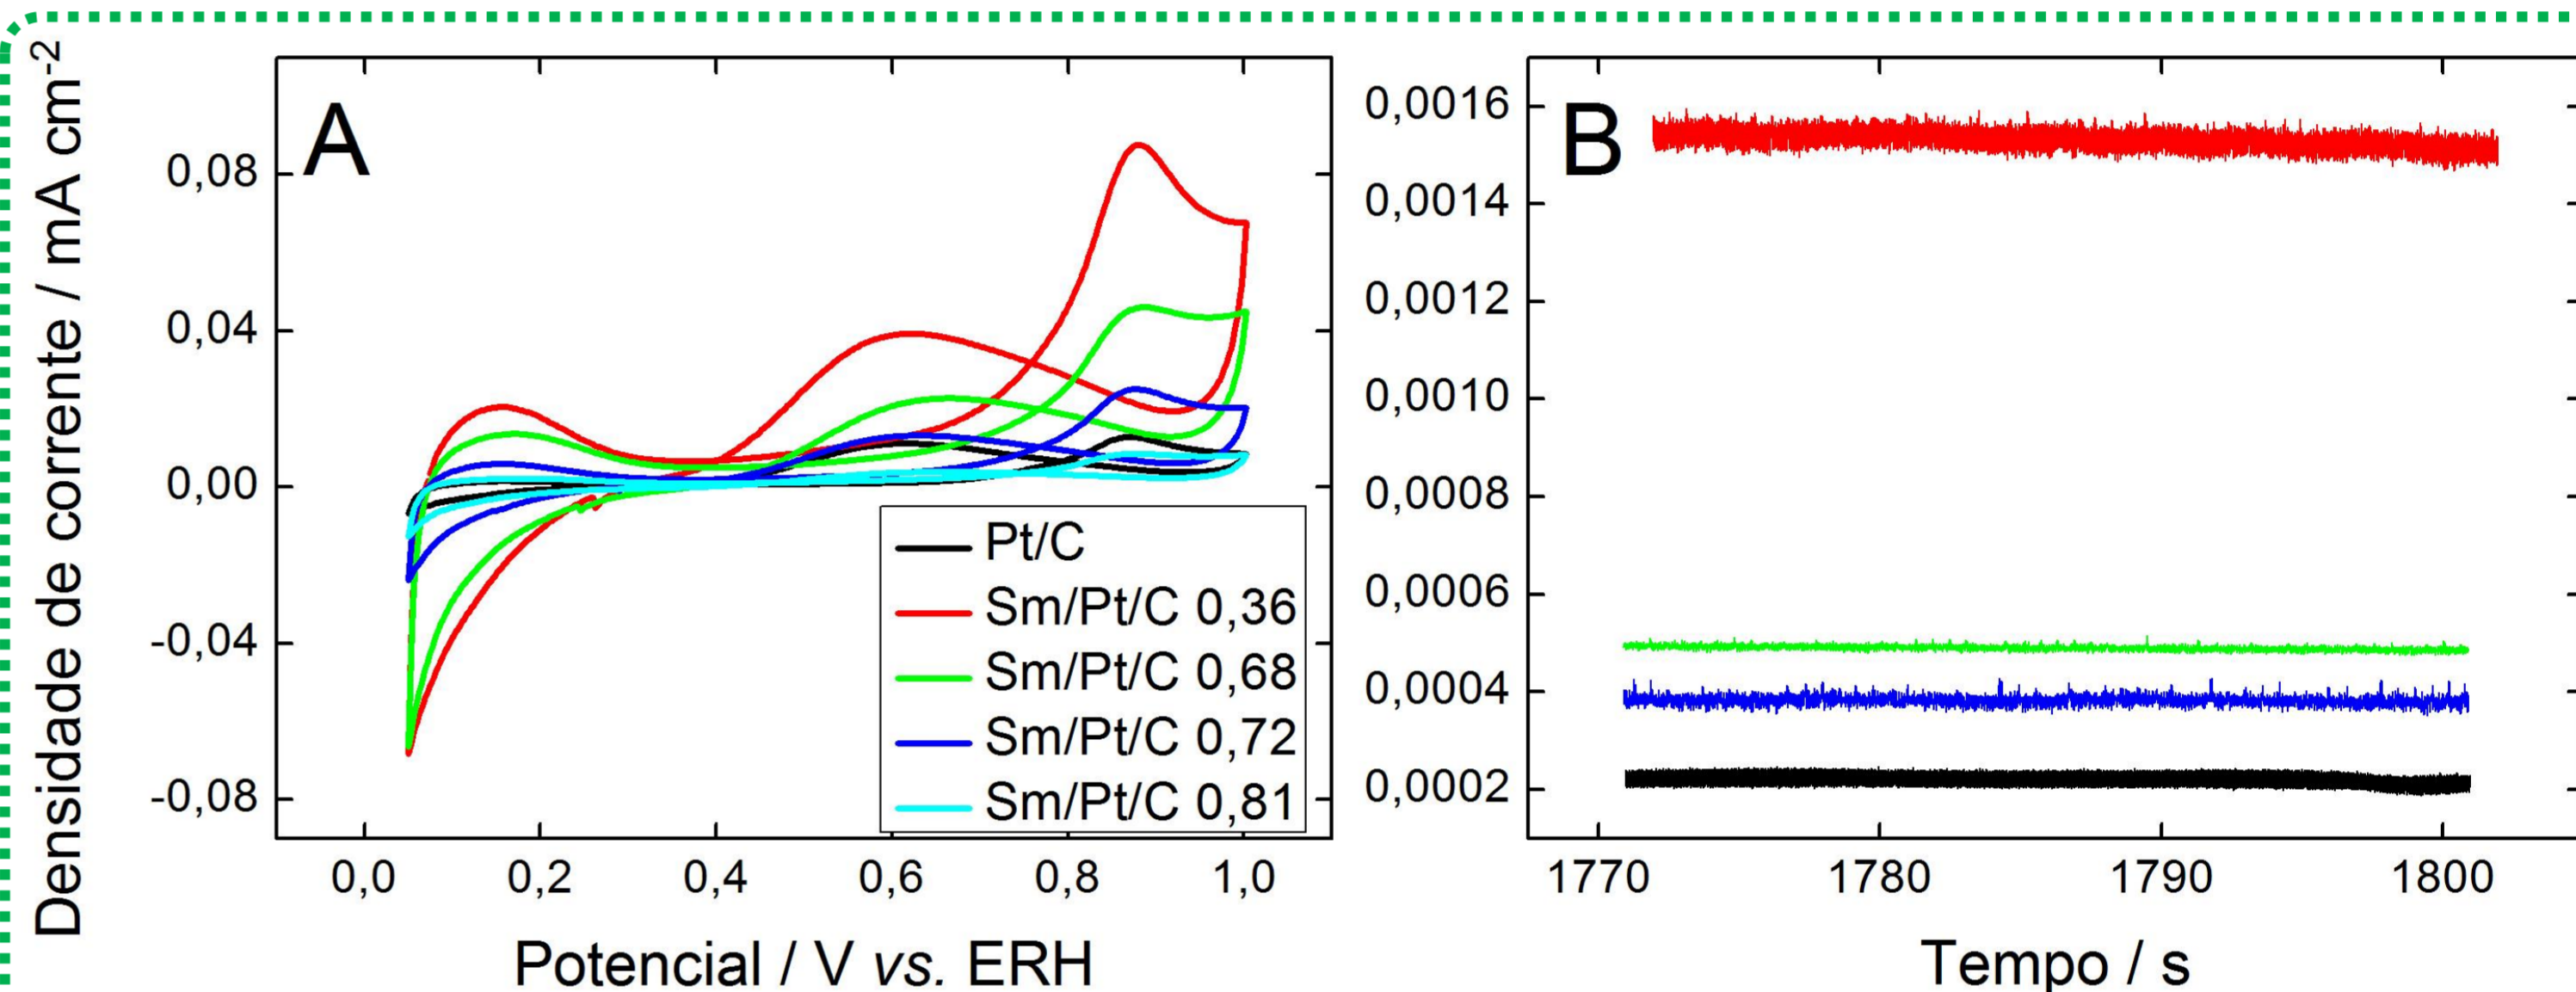 Densidade de corrente / mA cm-2
A
0,08
0,04
0,00
-0,04
-0,08
Pt/C
Sm/Pt/C 0,36
Sm/Pt/C 0,68
Sm/Pt/C 0,72
Sm/Pt/C 0,81
0,0 0,2 0,4 0,6 0,8 1,0
Potencial / V vs. ERH
B
0,0016
0,0014
0,0012
0,0010
0,0008
0,0006
0,0004
0,0002
1770 1780 1790 1800
Tempo / s